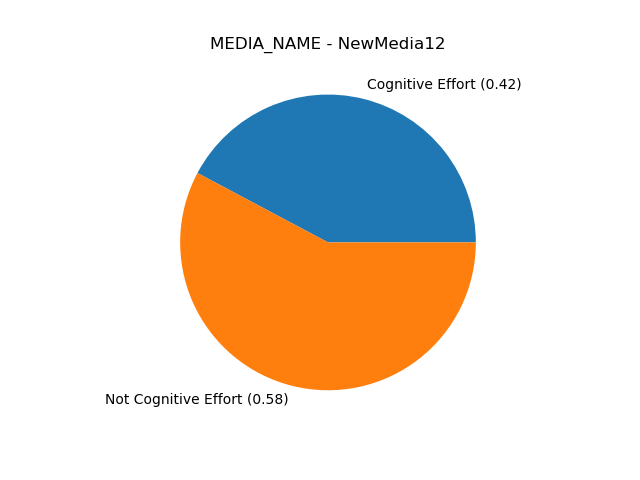 MEDIA_NAME - NewMedia12
Cognitive Effort (0.42)
Not Cognitive Effort (0.58)